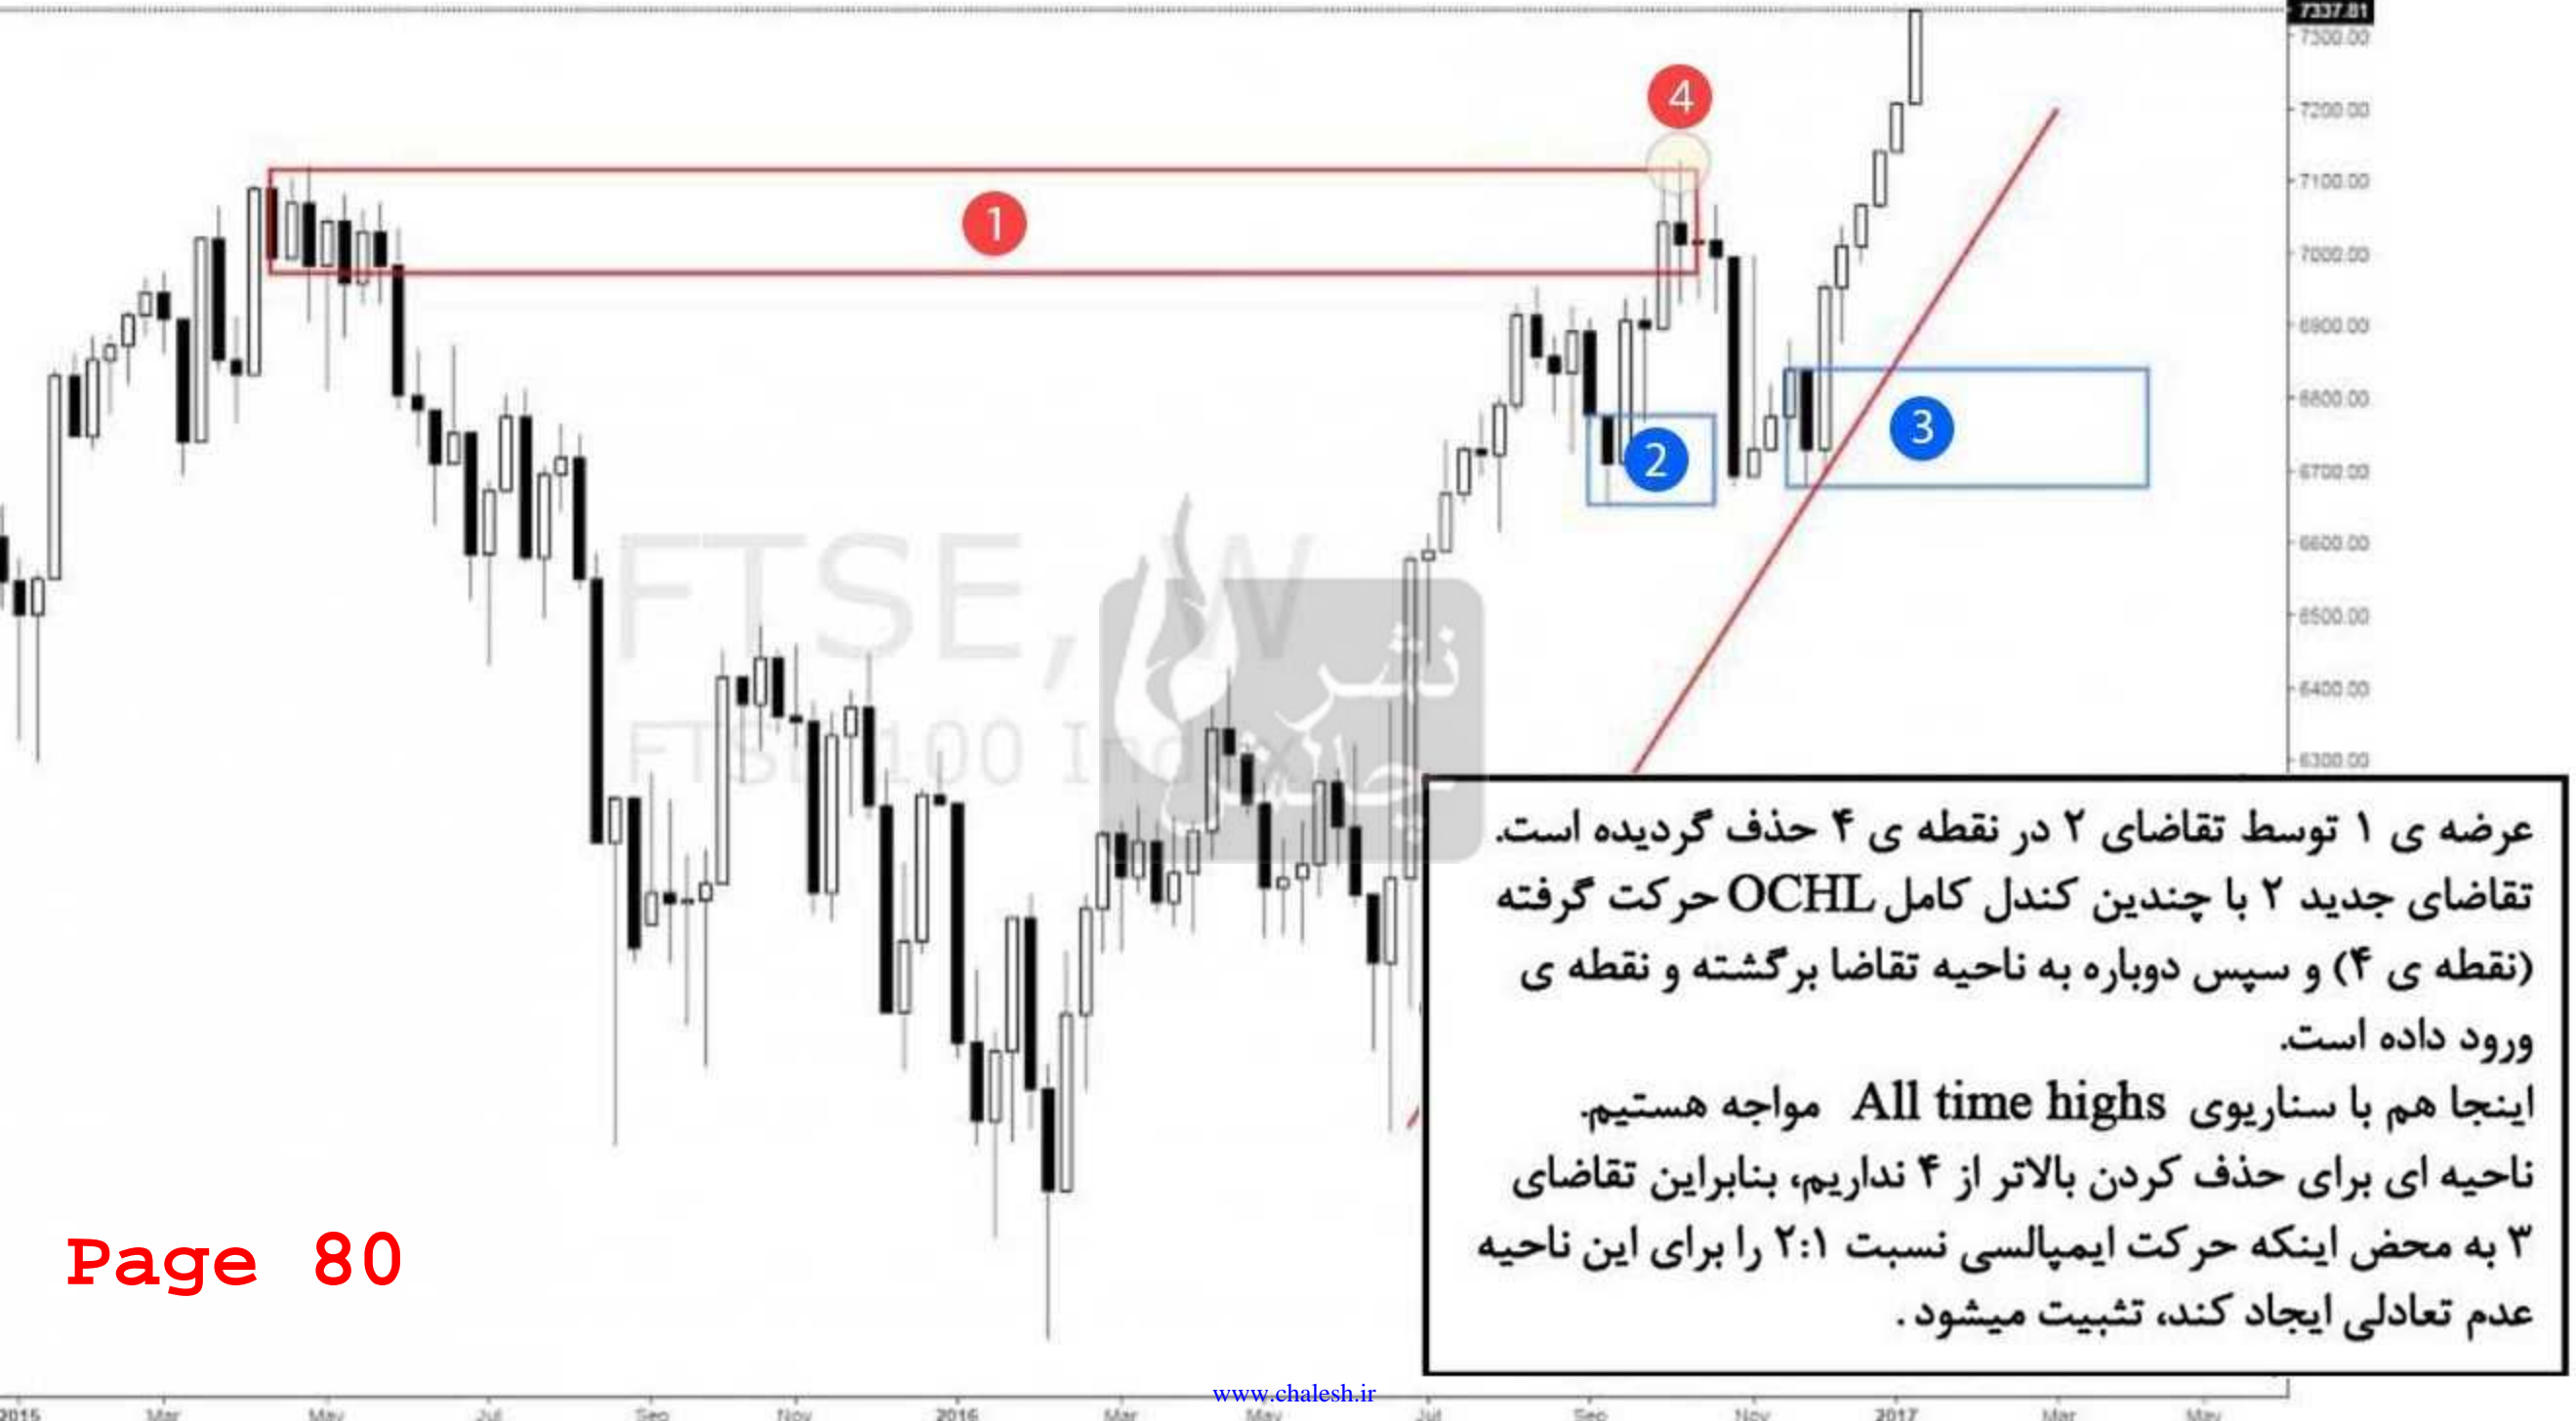 7337.81
7300.00
4
7200.00
7100.00
1
7000.00
6900.00
3
6800.00
2
6700.00
FTSE, W
6600.00
6500.00
نشر
چالش
6400.00
FTSE 100 Index
6300.00
عرضه ی ۱ توسط تقاضای ۲ در نقطه ی ۴ حذف گردیده است.
تقاضای جدید ۲ با چندین کندل کامل OCHL حرکت گرفته
(نقطه ی ۴) و سپس دوباره به ناحیه تقاضا برگشته و نقطه ی
ورود داده است.
اینجا هم با سناریوی All time highs مواجه هستیم.
ناحیه ای برای حذف کردن بالاتر از ۴ نداریم، بنابراین تقاضای
۳ به محض اینکه حرکت ایمپالسی نسبت ۲:۱ را برای این ناحیه
عدم تعادلی ایجاد کند، تثبیت میشود .
Page 80
www.chalesh.ir
2015 Mar May Jul Sep Nov 2016 Mar May Jul Sep Nov 2017 Mar May